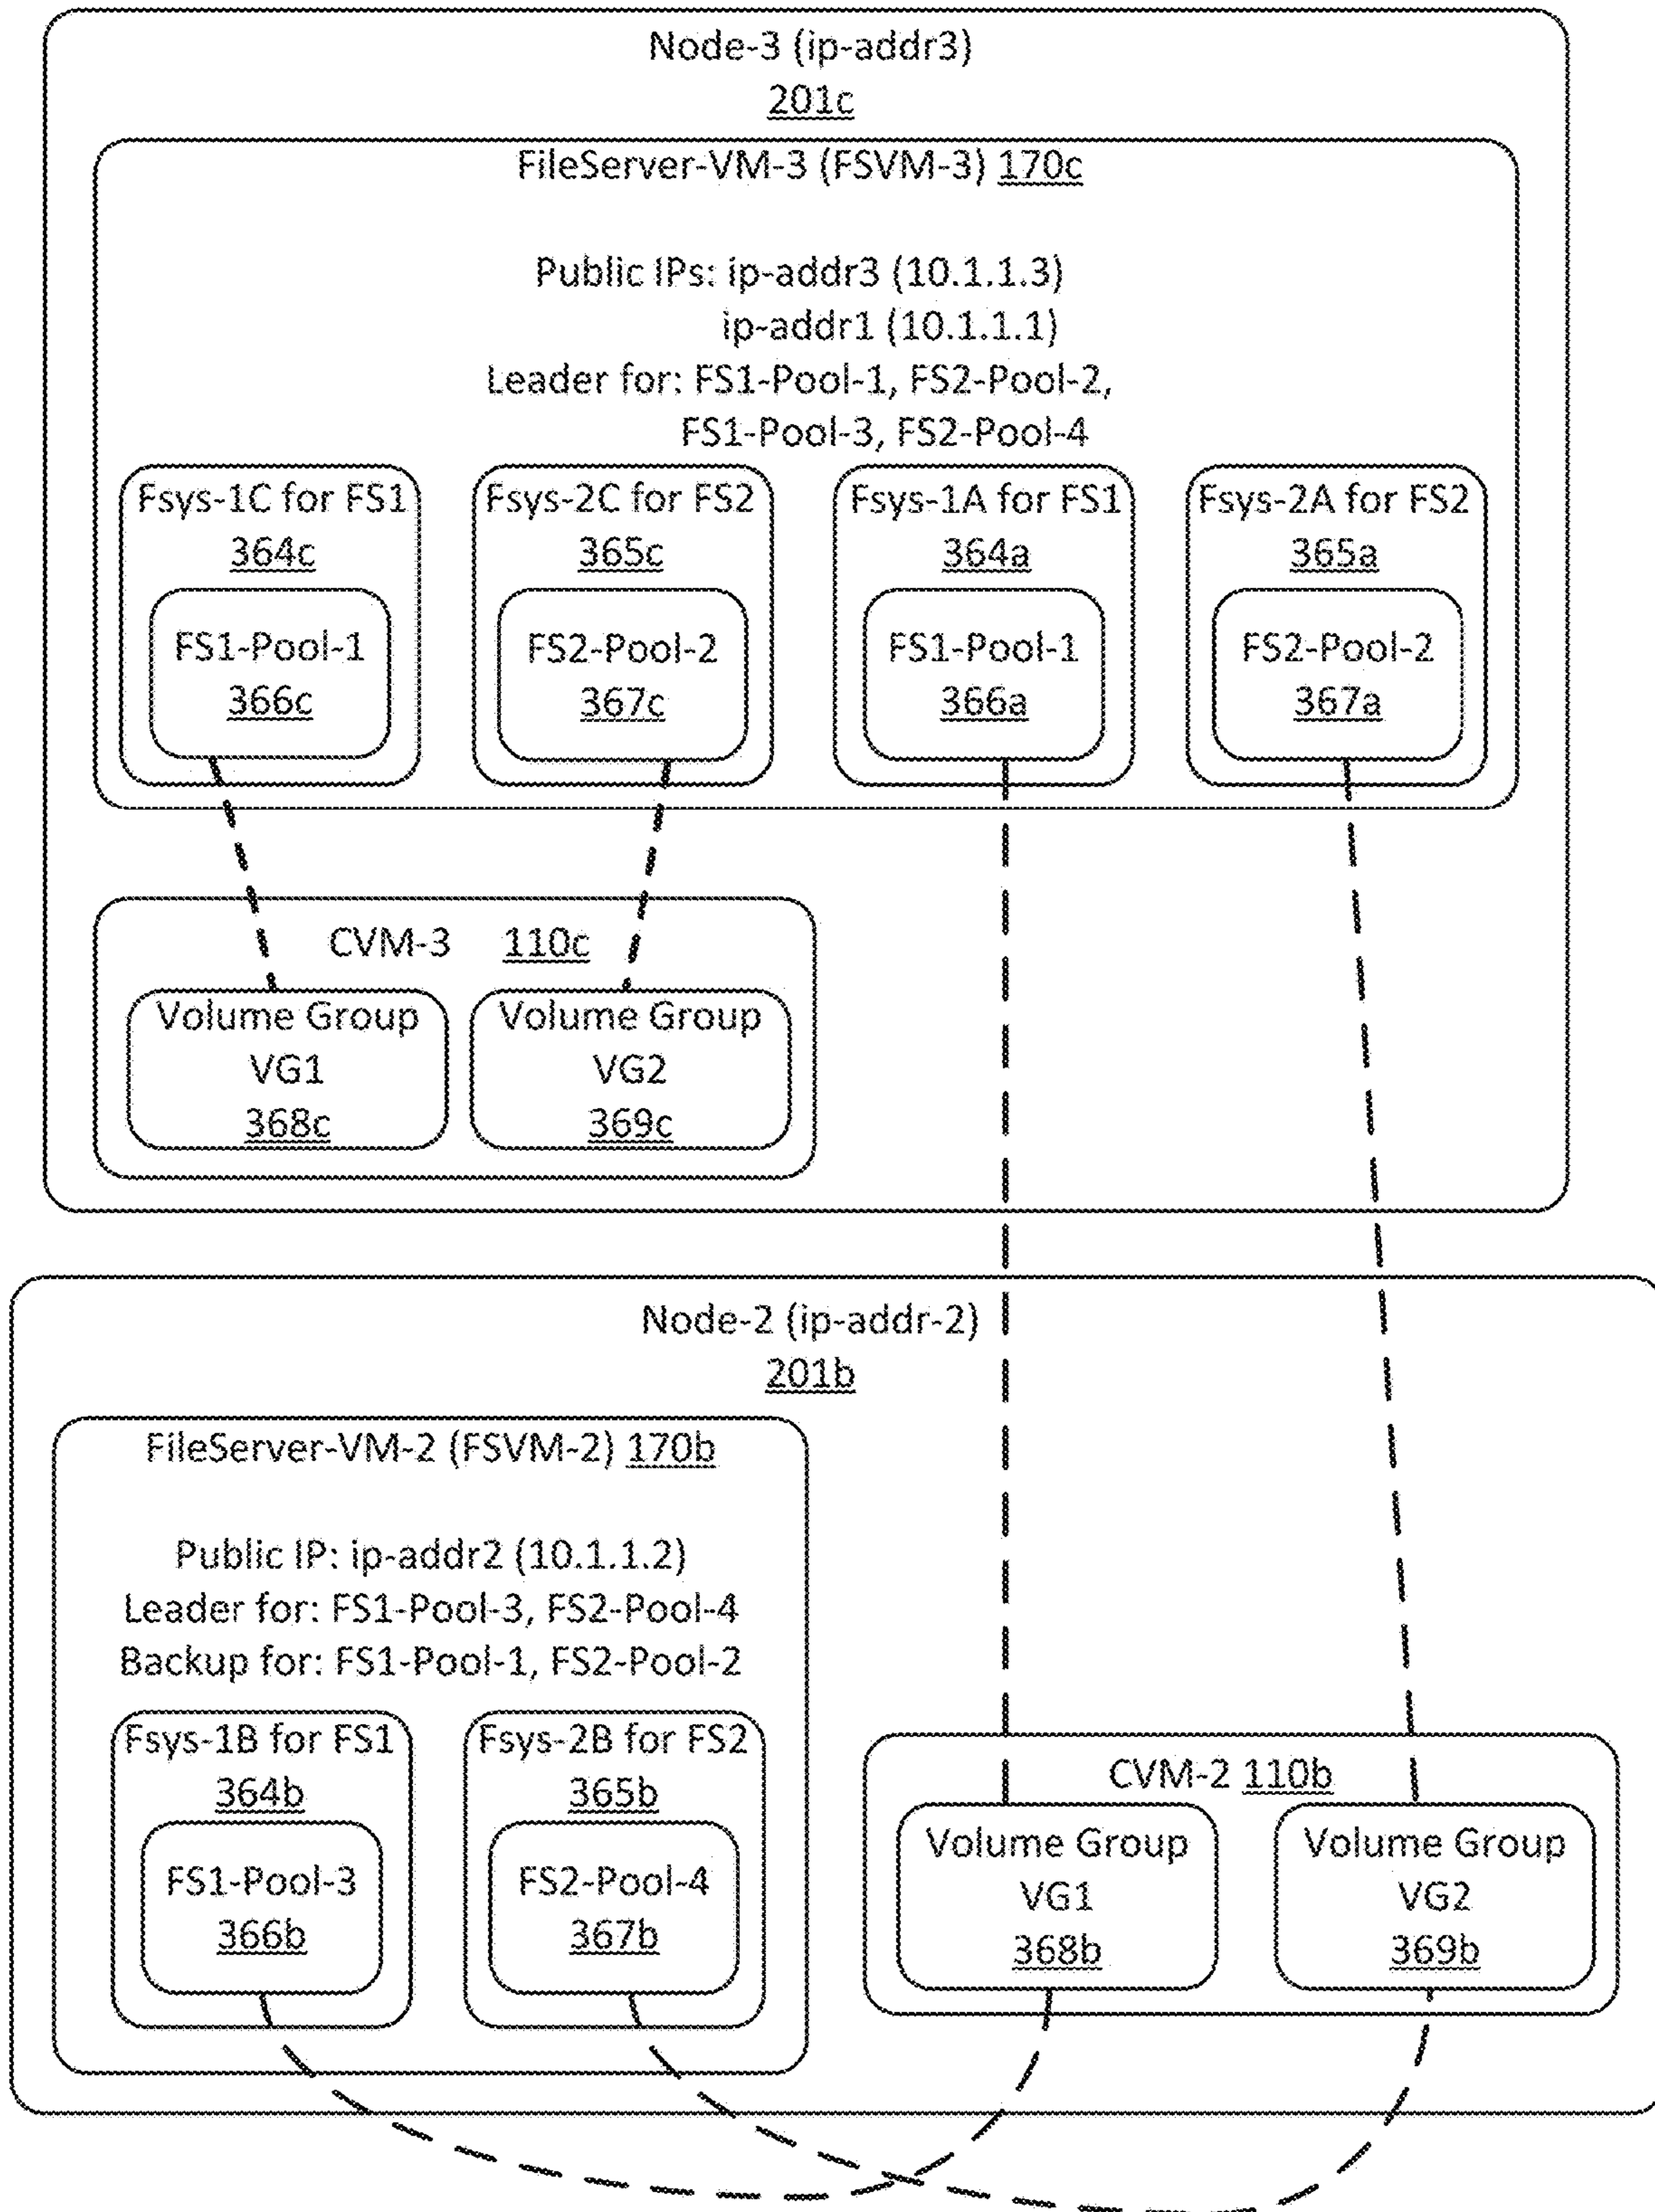 Node-3 (ip-addr3)
201c
FileServer-VM-3 (FSVM-3) 170c
Public IPs: ip-addr3 (10.1.1.3)
ip-addr1 (10.1.1.1)
Leader for: FS1-Pool-1, FS2-Pool-2,
FS1-Pool-3, FS2-Pool-4
Fsys-1C for FS1
364c
FS1-Pool-1
366c
Fsys-2C for FS2
365c
FS2-Pool-2
367c
Fsys-1A for FS1
364a
FS1-Pool-1
366a
Fsys-2A for FS2
365a
FS2-Pool-2
367a
CVM-3 110c
Volume Group
VG1
368c
Volume Group
VG2
369c
Node-2 (ip-addr-2)
201b
FileServer-VM-2 (FSVM-2) 170b
Public IP: ip-addr2 (10.1.1.2)
Leader for: FS1-Pool-3, FS2-Pool-4
Backup for: FS1-Pool-1, FS2-Pool-2
Fsys-1B for FS1
364b
FS1-Pool-3
366b
Fsys-2B for FS2
365b
FS2-Pool-4
367b
CVM-2 110b
Volume Group
VG1
368b
Volume Group
VG2
369b